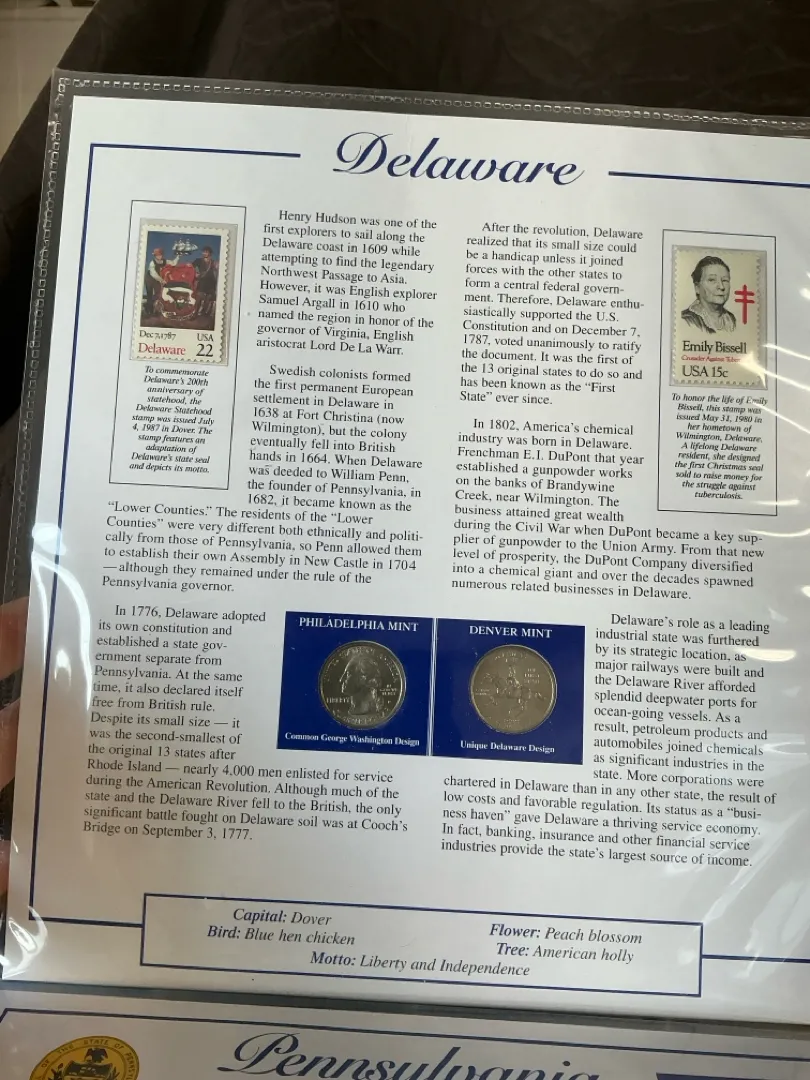 Delaware
Dec 7, 1787 USA
Delaware 22
To commemorate
Delaware's 200th
anniversary of
statehood, the
Delaware Statehood
stamp was issued July
4, 1987 in Dover. The
stamp features an
adaptation of
Delaware's state seal
and depicts its motto.
Henry Hudson was one of the
first explorers to sail along the
Delaware coast in 1609 while
attempting to find the legendary
Northwest Passage to Asia.
However, it was English explorer
Samuel Argall in 1610 who
named the region in honor of the
governor of Virginia, English
aristocrat Lord De La Warr.
Swedish colonists formed
the first permanent European
settlement in Delaware in
1638 at Fort Christina (now
Wilmington), but the colony
eventually fell into British
hands in 1664. When Delaware
was deeded to William Penn,
the founder of Pennsylvania, in
1682, it became known as the
“Lower Counties.” The residents of the “Lower
Counties” were very different both ethnically and politi-
cally from those of Pennsylvania, so Penn allowed them
to establish their own Assembly in New Castle in 1704
— although they remained under the rule of the
Pennsylvania governor.
In 1776, Delaware adopted
its own constitution and
established a state gov-
ernment separate from
Pennsylvania. At the same
time, it also declared itself
free from British rule.
Despite its small size — it
was the second-smallest of
the original 13 states after
Rhode Island — nearly 4,000 men enlisted for service
during the American Revolution. Although much of the
state and the Delaware River fell to the British, the only
significant battle fought on Delaware soil was at Cooch's
Bridge on September 3, 1777.
After the revolution, Delaware
realized that its small size could
be a handicap unless it joined
forces with the other states to
form a central federal govern-
ment. Therefore, Delaware enthu-
siastically supported the U.S.
Constitution and on December 7,
1787, voted unanimously to ratify
the document. It was the first of
the 13 original states to do so and
has been known as the “First
State” ever since.
In 1802, America's chemical
industry was born in Delaware.
Frenchman E.I. DuPont that year
established a gunpowder works
on the banks of Brandywine
Creek, near Wilmington. The
business attained great wealth
during the Civil War when DuPont became a key sup-
plier of gunpowder to the Union Army. From that new
level of prosperity, the DuPont Company diversified
into a chemical giant and over the decades spawned
numerous related businesses in Delaware.
Emily Bissell
Crusader Against
USA 15c
To honor the life of Emily
Bissell, this stamp was
issued May 31, 1980 in
her hometown of
Wilmington, Delaware.
A lifelong Delaware
resident, she designed
the first Christmas seal
sold to raise money for
the struggle against
tuberculosis.
PHILADELPHIA MINT
LIBERTY
Common George Washington Design
DENVER MINT
Unique Delaware Design
Delaware's role as a leading
industrial state was furthered
by its strategic location, as
major railways were built and
the Delaware River afforded
splendid deepwater ports for
ocean-going vessels. As a
result, petroleum products and
automobiles joined chemicals
as significant industries in the
state. More corporations were
chartered in Delaware than in any other state, the result of
low costs and favorable regulation. Its status as a “busi-
ness haven” gave Delaware a thriving service economy.
In fact, banking, insurance and other financial service
industries provide the state's largest source of income.
Capital: Dover
Bird: Blue hen chicken
Flower: Peach blossom
Tree: American holly
Motto: Liberty and Independence
Pennsylvania